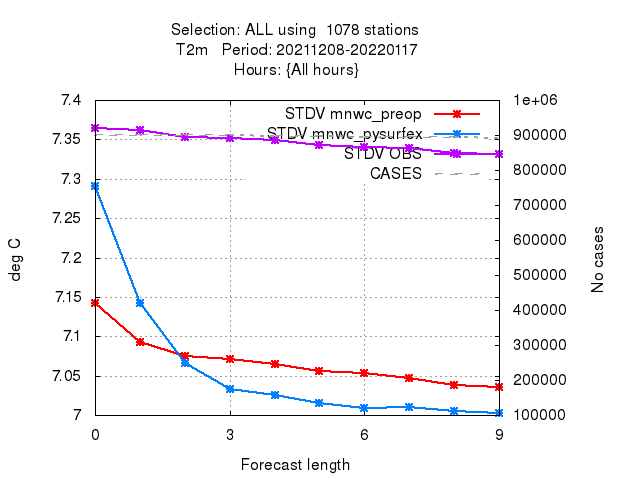 Selection: ALL using  1078 stations
T2m   Period: 20211208-20220117
Hours: {All hours}
STDV mnwc_preop
STDV mnwc_pysurfex
STDV OBS
CASES
deg C
7.4
7.35
7.3
7.25
7.2
7.15
7.1
7.05
7
1e+06
900000
800000
700000
600000
500000
400000
300000
200000
100000
No cases
0 3 6 9
Forecast length